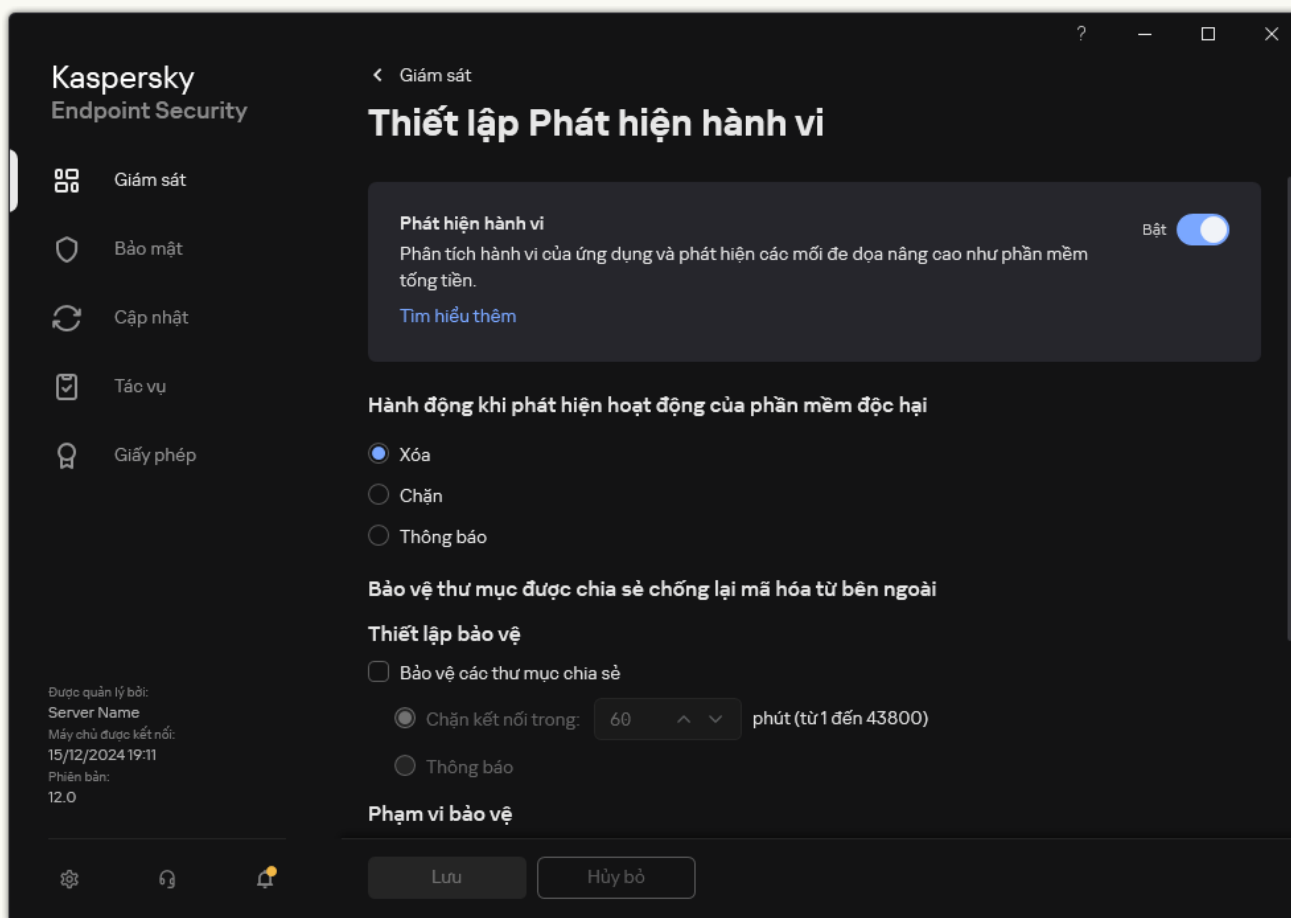 ?
Kaspersky
Endpoint Security
Giám sát
Bảo mật
Cập nhật
Tác vụ
Giấy phép
Được quản lý bởi:
Server Name
Máy chủ được kết nối:
15/12/2024 19:11
Phiên bản:
12.0
Giám sát
Thiết lập Phát hiện hành vi
Phát hiện hành vi
Bật
Phân tích hành vi của ứng dụng và phát hiện các mối đe dọa nâng cao như phần mềm
tống tiền.
Tìm hiểu thêm
Hành động khi phát hiện hoạt động của phần mềm độc hại
Xóa
Chặn
Thông báo
Bảo vệ thư mục được chia sẻ chống lại mã hóa từ bên ngoài
Thiết lập bảo vệ
Bảo vệ các thư mục chia sẻ
Chặn kết nối trong: 60 phút (từ 1 đến 43800)
Thông báo
Phạm vi bảo vệ
Lưu
Hủy bỏ